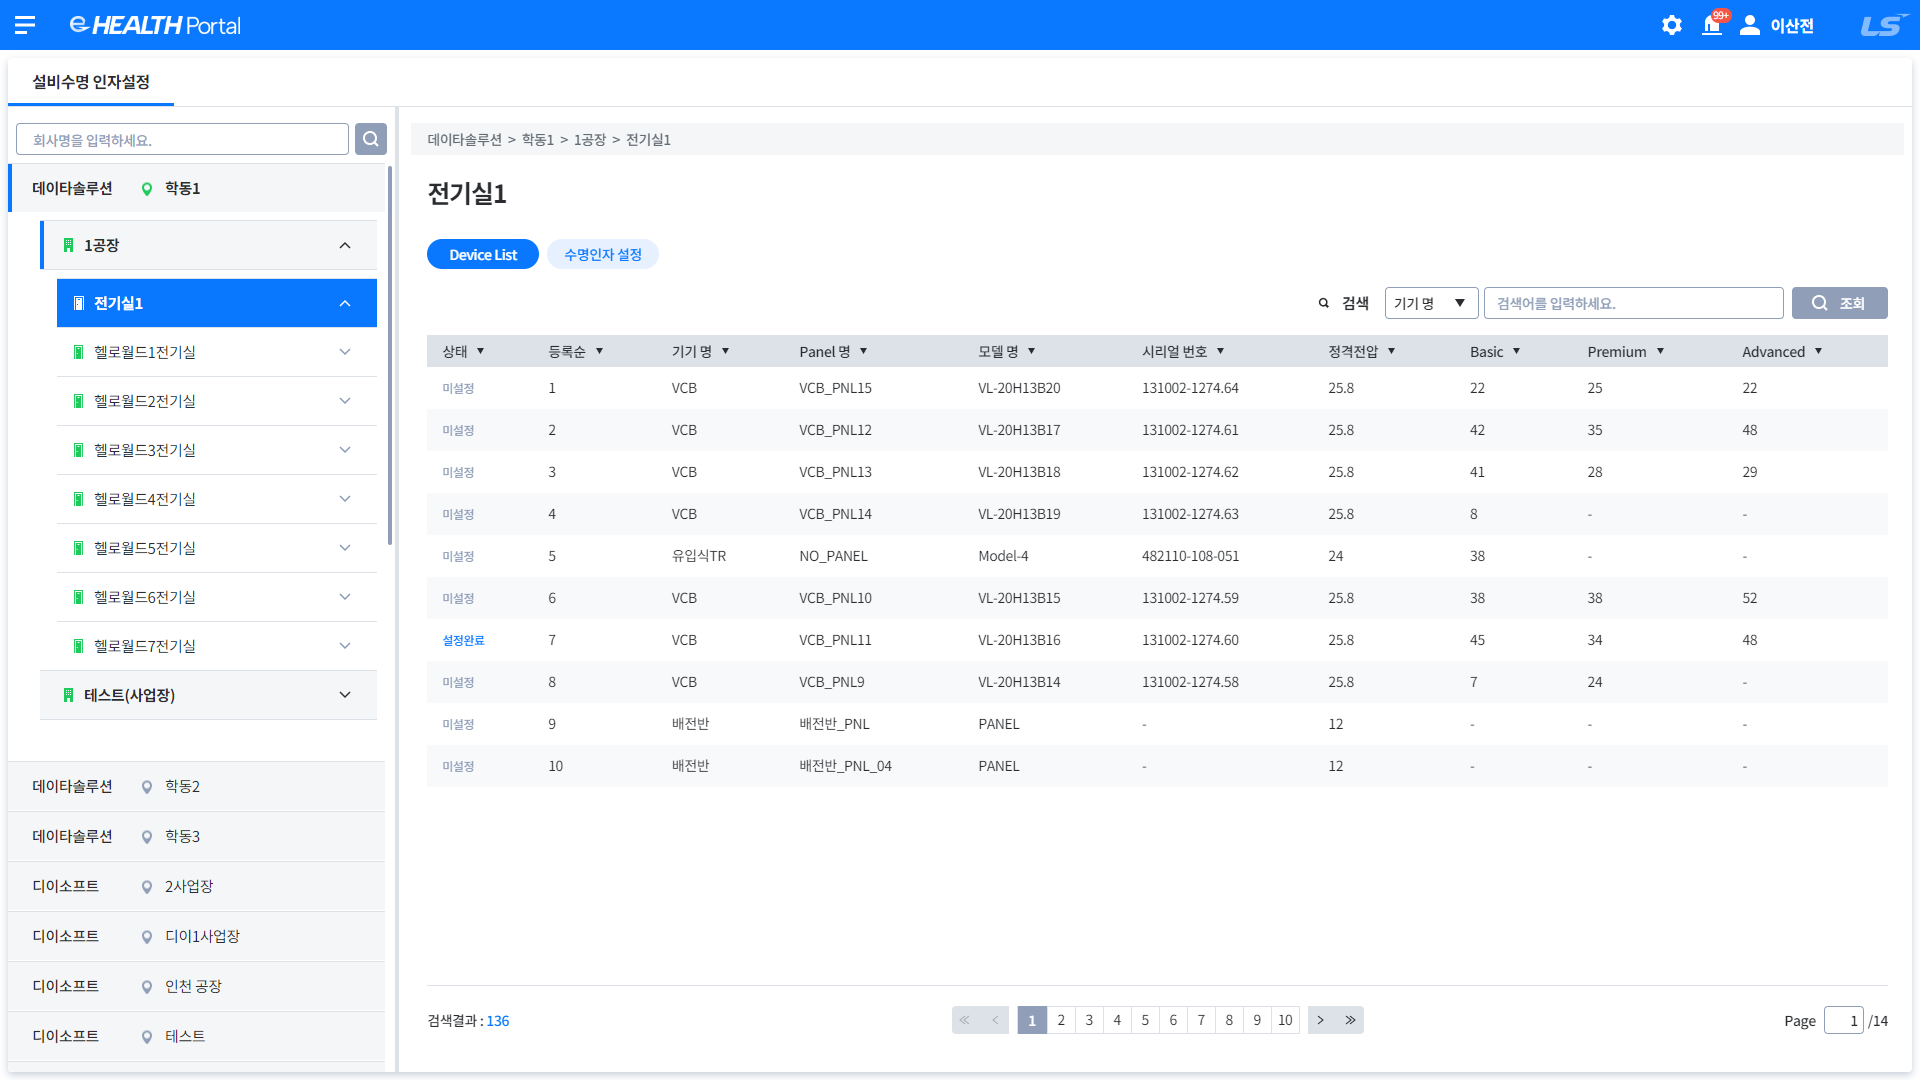 e HEALTH Portal
99+
이산전
LS
설비수명 인자설정
회사명을 입력하세요.
데이타솔루션 학동1
1공장
전기실1
헬로월드1전기실
헬로월드2전기실
헬로월드3전기실
헬로월드4전기실
헬로월드5전기실
헬로월드6전기실
헬로월드7전기실
테스트(사업장)
데이타솔루션 학동2
데이타솔루션 학동3
디이소프트 2사업장
디이소프트 디이1사업장
디이소프트 인천 공장
디이소프트 테스트
데이타솔루션 > 학동1 > 1공장 > 전기실1
전기실1
Device List 수명인자 설정
검색 기기 명 ▼ 검색어를 입력하세요. 조회
상태 ▼ 등록순 ▼ 기기 명 ▼ Panel 명 ▼ 모델 명 ▼ 시리얼 번호 ▼ 정격전압 ▼ Basic ▼ Premium ▼ Advanced ▼
미설정 1 VCB VCB_PNL15 VL-20H13B20 131002-1274.64 25.8 22 25 22
미설정 2 VCB VCB_PNL12 VL-20H13B17 131002-1274.61 25.8 42 35 48
미설정 3 VCB VCB_PNL13 VL-20H13B18 131002-1274.62 25.8 41 28 29
미설정 4 VCB VCB_PNL14 VL-20H13B19 131002-1274.63 25.8 8 - -
미설정 5 유입식TR NO_PANEL Model-4 482110-108-051 24 38 - -
미설정 6 VCB VCB_PNL10 VL-20H13B15 131002-1274.59 25.8 38 38 52
설정완료 7 VCB VCB_PNL11 VL-20H13B16 131002-1274.60 25.8 45 34 48
미설정 8 VCB VCB_PNL9 VL-20H13B14 131002-1274.58 25.8 7 24 -
미설정 9 배전반 배전반_PNL PANEL - 12 - - -
미설정 10 배전반 배전반_PNL_04 PANEL - 12 - - -
검색결과 : 136
« < 1 2 3 4 5 6 7 8 9 10 > »
Page 1 /14